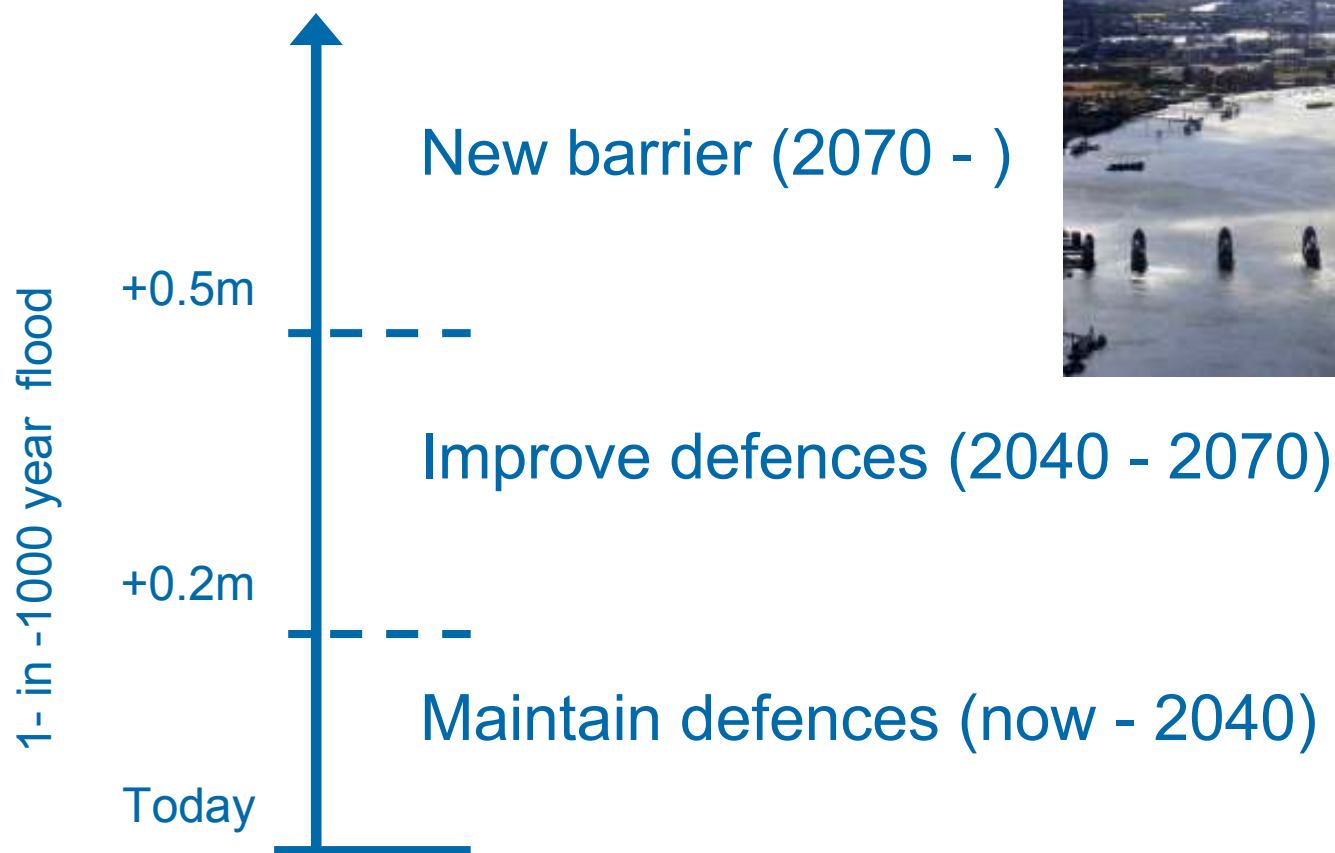 New barrier (2070 - )
+0.5m
Improve defences (2040 - 2070)
+0.2m
Maintain defences (now - 2040)
Today
1- in -1000 year flood